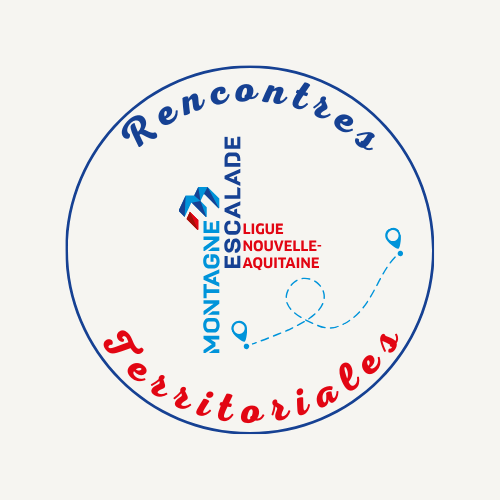 Rencontres
MONTAGNE
ESCALADE
LIGUE
NOUVELLE-
AQUITAINE
Territoriales